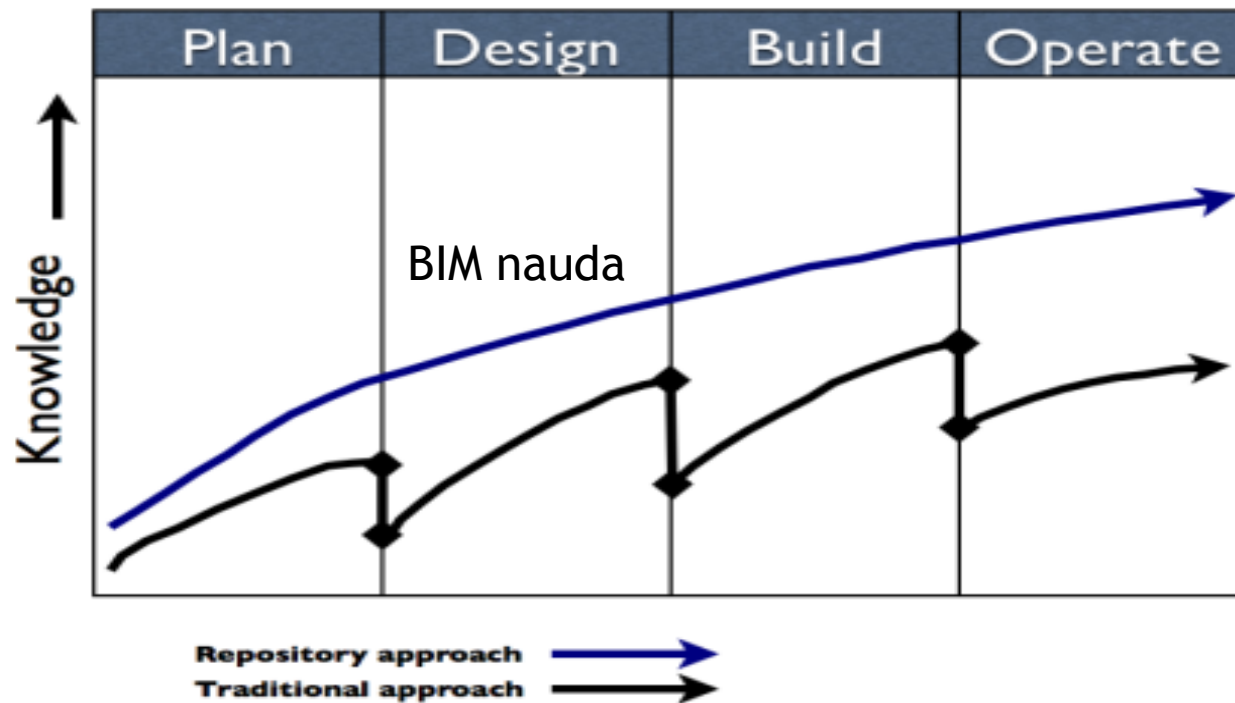 Plan Design Build Operate
Knowledge
BIM nauda
Repository approach
Traditional approach